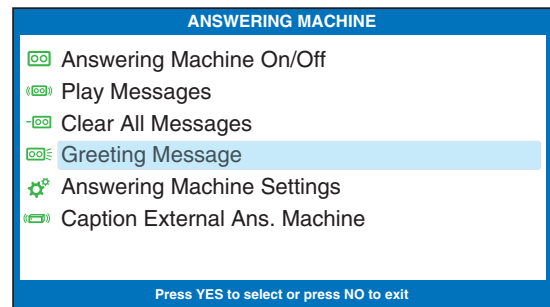 ANSWERING MACHINE
Answering Machine On/Off
Play Messages
Clear All Messages
Greeting Message
Answering Machine Settings
Caption External Ans. Machine
Press YES to select or press NO to exit